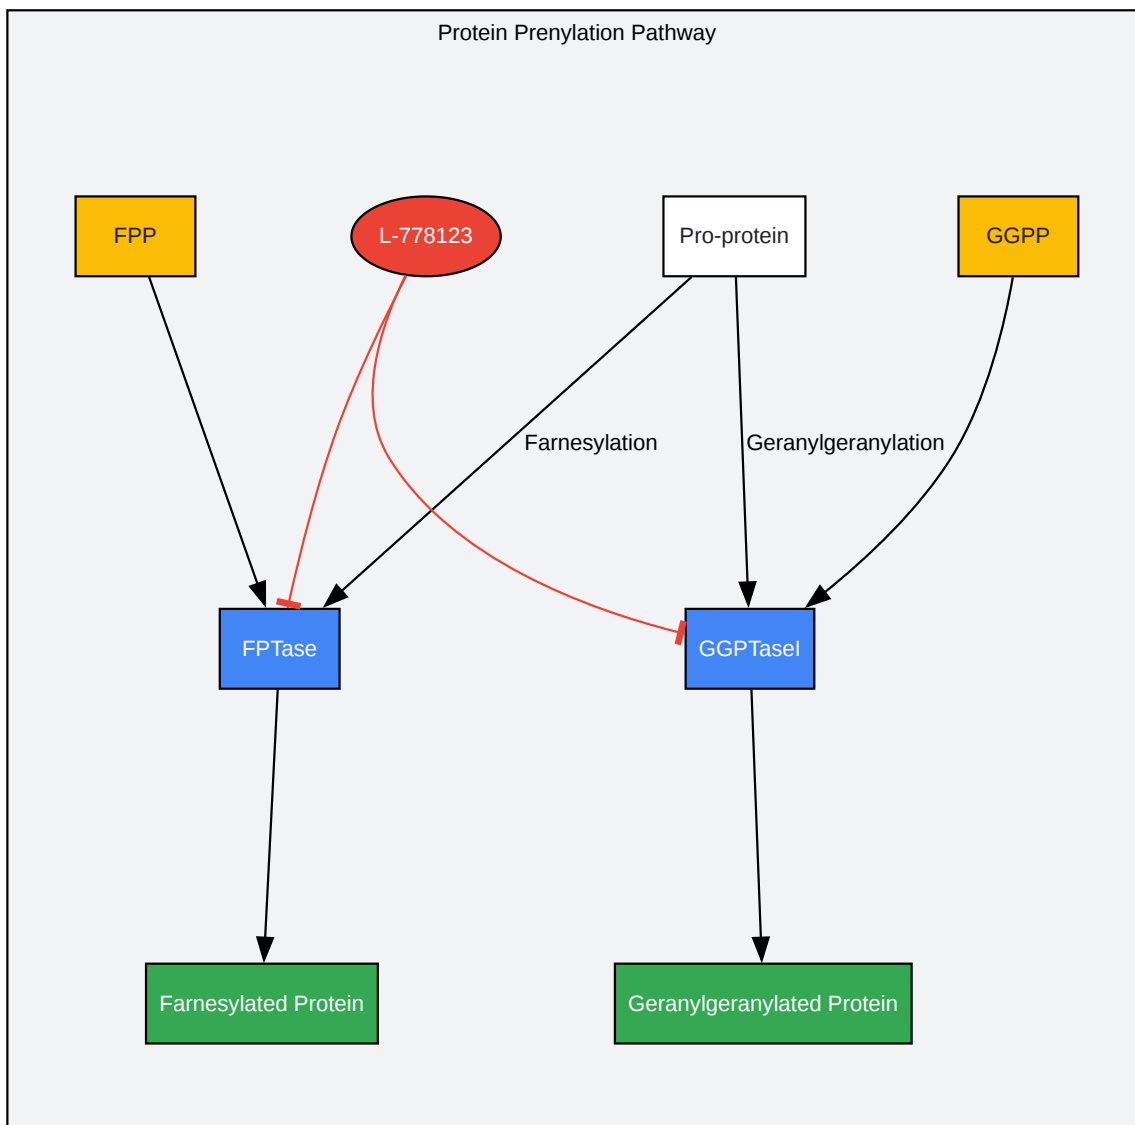 Protein Prenylation Pathway
FPP
L-778123
Pro-protein
GGPP
Farnesylation
Geranylgeranylation
FPTase
GGPTaseI
Farnesylated Protein
Geranylgeranylated Protein